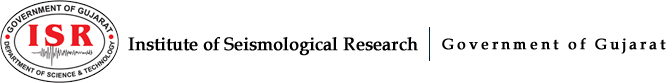 GOVERNMENT OF GUJARAT
ISR
DEPARTMENT OF SCIENCE & TECHNOLOGY
Institute of Seismological Research
Government of Gujarat